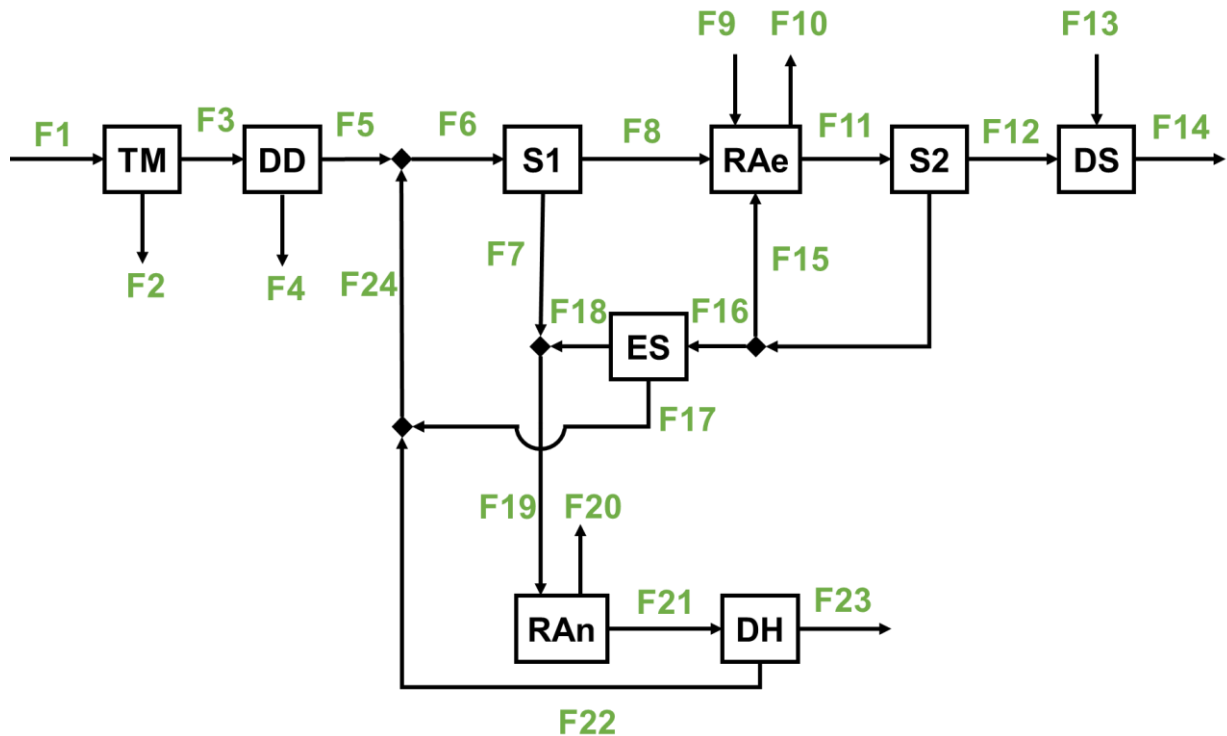 F9 F10 F13
F1 F3 F5 F6 F8 F11 F12 F14
TM DD S1 RAe S2 DS
F7 F15
F2 F4 F24
F18 F16
ES
F17
F19 F20
F21 F23
RAn DH
F22